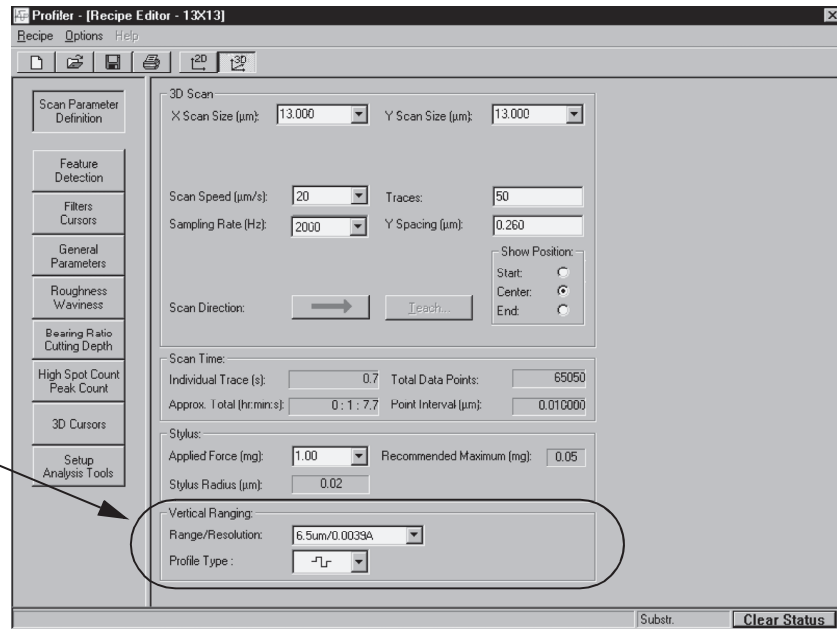 Profiler - [Recipe Editor - 13X13]
Recipe Options Help
2D 3D
Scan Parameter
Definition
Feature
Detection
Filters
Cursors
General
Parameters
Roughness
Waviness
Bearing Ratio
Cutting Depth
High Spot Count
Peak Count
3D Cursors
Setup
Analysis Tools
3D Scan
X Scan Size (µm): 13.000 Y Scan Size (µm): 13.000
Scan Speed (µm/s): 20 Traces: 50
Sampling Rate (Hz): 2000 Y Spacing (µm): 0.260
Show Position:
Start:
Center:
End:
Scan Direction: Teach...
Scan Time:
Individual Trace (s): 0.7 Total Data Points: 65050
Approx. Total (hr:min:s): 0 : 1 : 7.7 Point Interval (µm): 0.010000
Stylus:
Applied Force (mg): 1.00 Recommended Maximum (mg): 0.05
Stylus Radius (µm): 0.02
Vertical Ranging:
Range/Resolution: 6.5um/0.0039A
Profile Type :
Substr. Clear Status